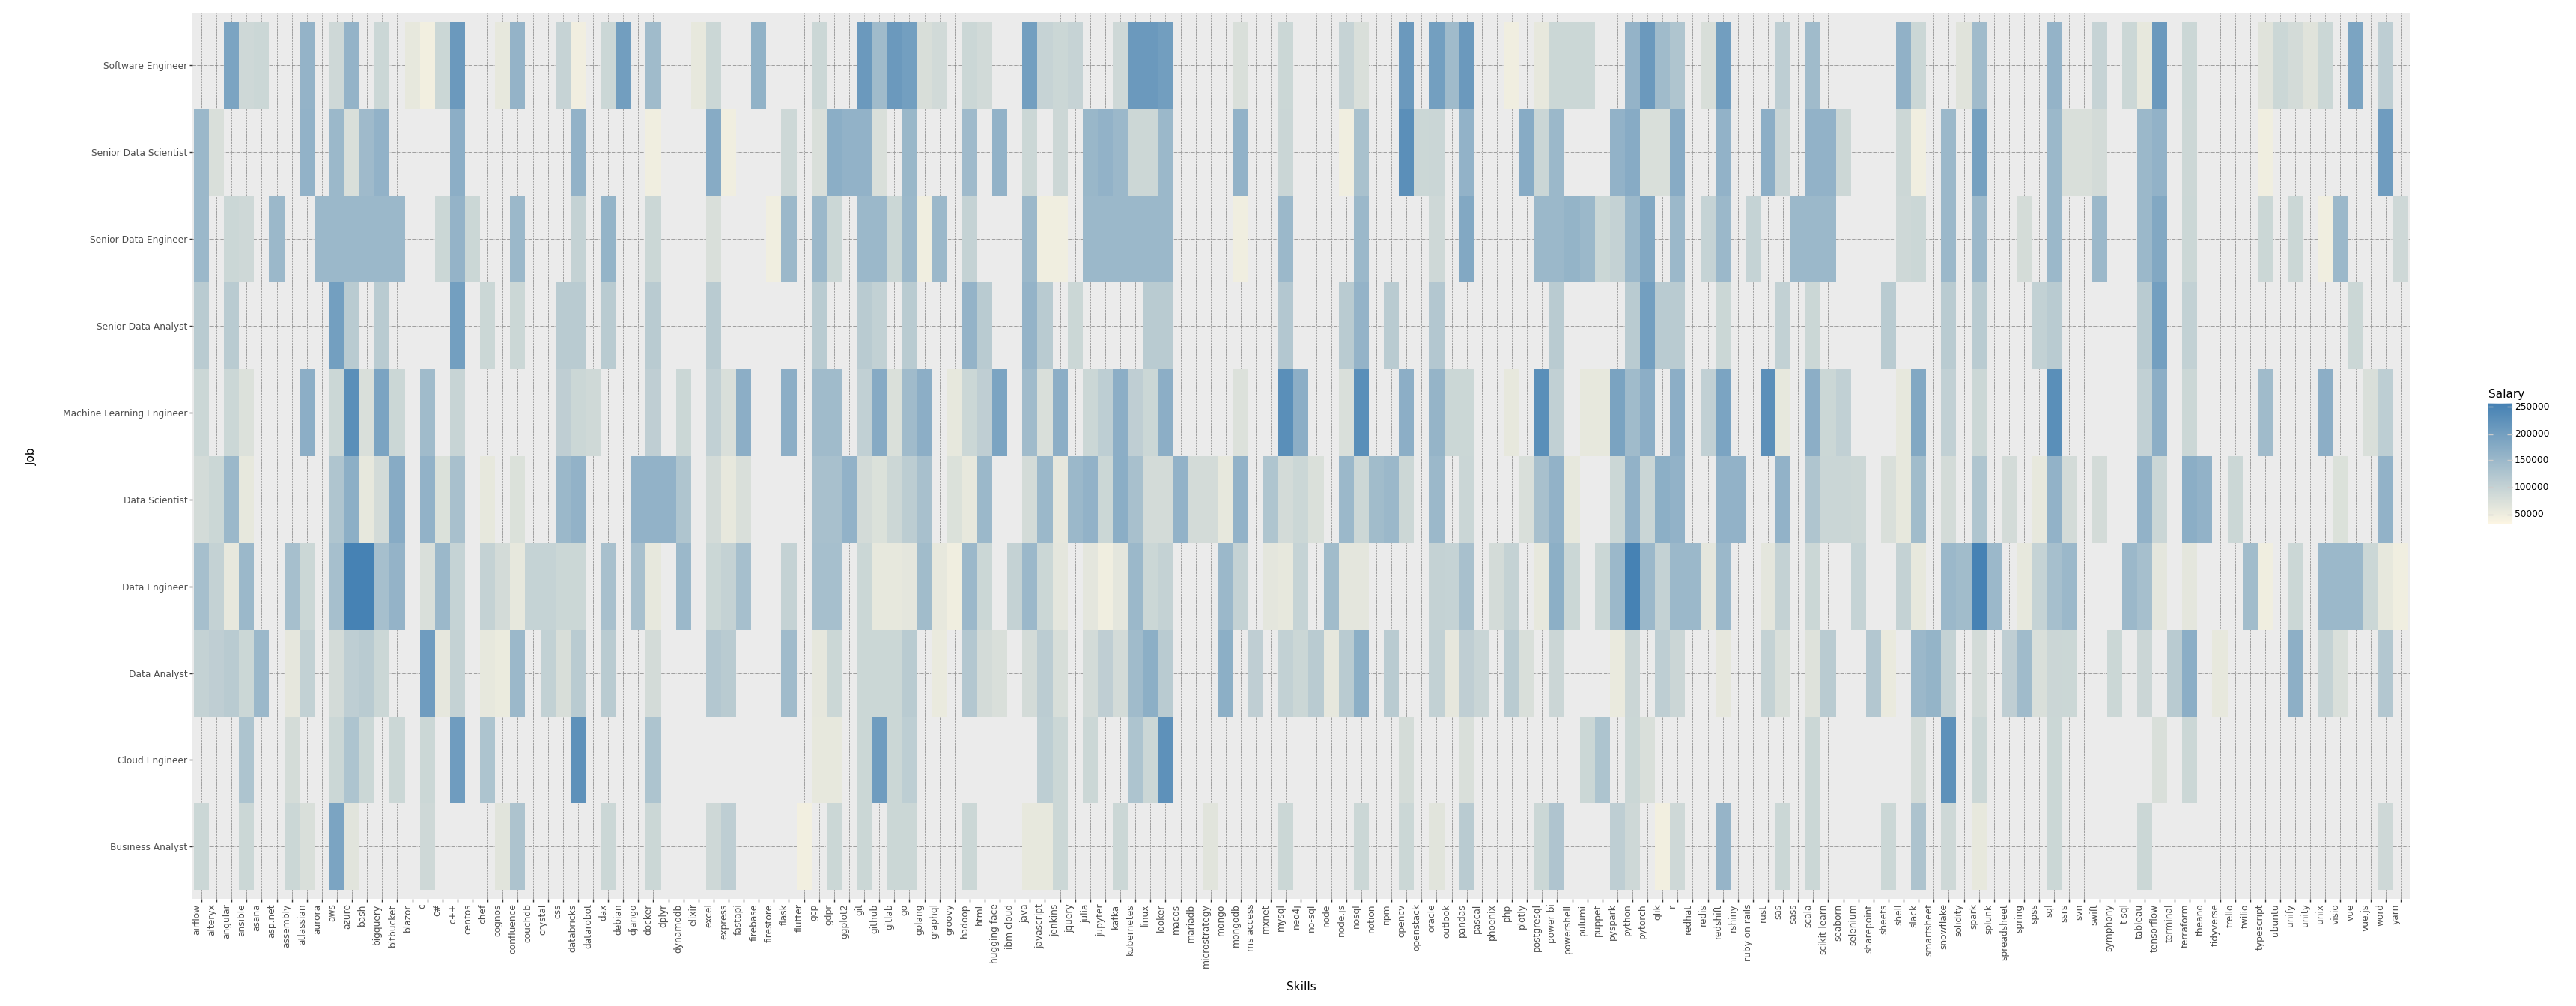 Job
Software Engineer
Senior Data Scientist
Senior Data Engineer
Senior Data Analyst
Machine Learning Engineer
Data Scientist
Data Engineer
Data Analyst
Cloud Engineer
Business Analyst
airflow
alteryx
angular
ansible
asana
asp.net
assembly
atlassian
aurora
aws
azure
bash
bigquery
bitbucket
blazor
c
c#
c++
centos
chef
cognos
confluence
couchdb
crystal
css
databricks
datarobot
dax
debian
django
docker
dplyr
dynamodb
elixir
excel
express
fastapi
firebase
firestore
flask
flutter
gcp
gdpr
ggplot2
git
github
gitlab
go
golang
graphql
groovy
hadoop
html
hugging face
ibm cloud
java
javascript
jenkins
jquery
julia
jupyter
kafka
kubernetes
linux
looker
macos
mariadb
microstrategy
mongo
mongodb
ms access
mxnet
mysql
neo4j
no-sql
node
node.js
nosql
notion
npm
opencv
openstack
oracle
outlook
pandas
pascal
phoenix
php
plotly
postgresql
power bi
powershell
pulumi
puppet
pyspark
python
pytorch
qlik
r
redhat
redis
redshift
rshiny
ruby on rails
rust
sas
sass
scala
scikit-learn
seaborn
selenium
sharepoint
sheets
shell
slack
smartsheet
snowflake
solidity
spark
splunk
spreadsheet
spring
spss
sql
ssrs
svn
swift
symphony
t-sql
tableau
tensorflow
terminal
terraform
theano
tidyverse
trello
twilio
typescript
ubuntu
unify
unity
unix
visio
vue
vue.js
word
yarn
Skills
Salary
250000
200000
150000
100000
50000